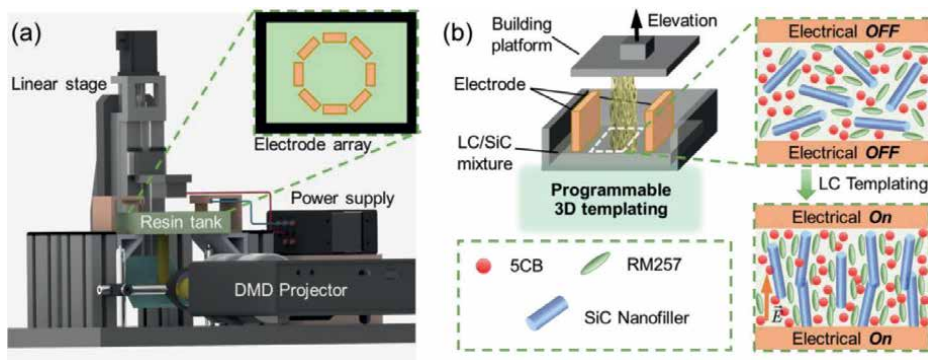 (a)
Linear stage
Electrode array
Power supply
Resin tank
DMD Projector
(b)
Building
platform
Elevation
Electrode
LC/SiC
mixture
Programmable
3D templating
5CB
RM257
SiC Nanofiller
Electrical OFF
Electrical OFF
LC Templating
Electrical On
E
Electrical On